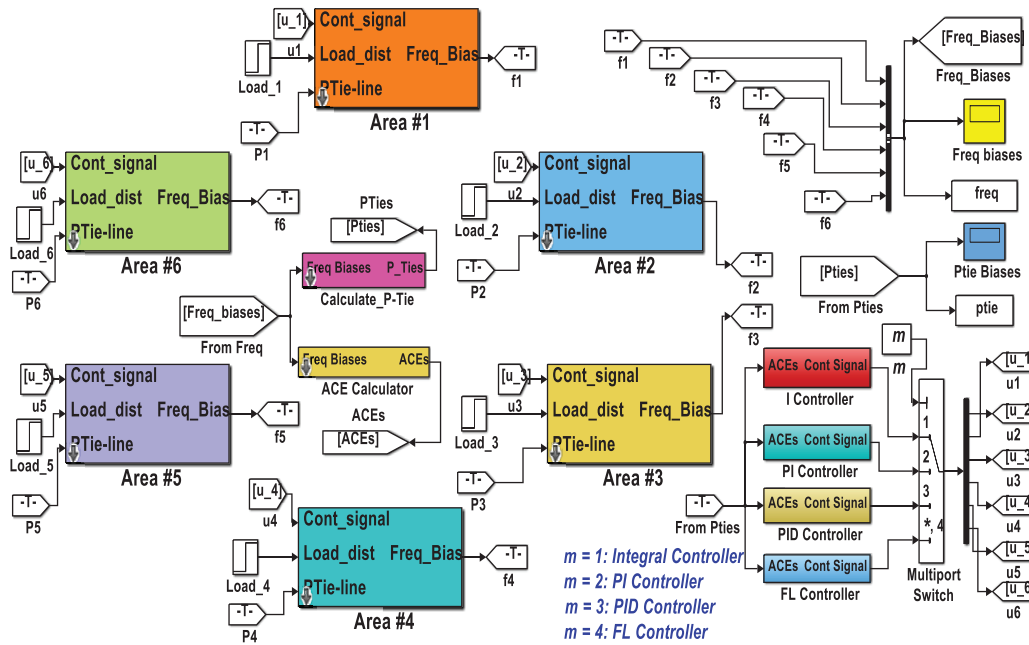 [u_1]
u1
Load_1
-T-
P1
Cont_signal
Load_dist Freq_Bias
PTie-line
Area #1
-T-
f1
[u_6]
u6
Load_6
-T-
P6
Cont_signal
Load_dist Freq_Bias
PTie-line
Area #6
-T-
f6
PTies
[Pties]
Freq Biases P_Ties
Calculate_P-Tie
[Freq_biases]
From Freq
Freq Biases ACEs
ACE Calculator
ACEs
[ACEs]
[u_2]
u2
Load_2
-T-
P2
Cont_signal
Load_dist Freq_Bias
PTie-line
Area #2
-T-
f2
[u_5]
u5
Load_5
-T-
P5
Cont_signal
Load_dist Freq_Bias
PTie-line
Area #5
-T-
f5
[u_3]
u3
Load_3
-T-
P3
Cont_signal
Load_dist Freq_Bias
PTie-line
Area #3
-T-
f3
[u_4]
u4
Load_4
-T-
P4
Cont_signal
Load_dist Freq_Bias
PTie-line
Area #4
-T-
f4
-T-
f1
-T-
f2
-T-
f3
-T-
f4
-T-
f5
-T-
f6
[Freq_Biases]
Freq_Biases
Freq biases
freq
[Pties]
From Pties
Ptie Biases
ptie
m
m
-T-
From Pties
ACEs Cont Signal
I Controller
ACEs Cont Signal
PI Controller
ACEs Cont Signal
PID Controller
ACEs Cont Signal
FL Controller
1
2
3
*, 4
Multiport
Switch
[u_1
u1
[u_2
u2
[u_3
u3
[u_4
u4
[u_5
u5
[u_6
u6
m = 1: Integral Controller
m = 2: PI Controller
m = 3: PID Controller
m = 4: FL Controller